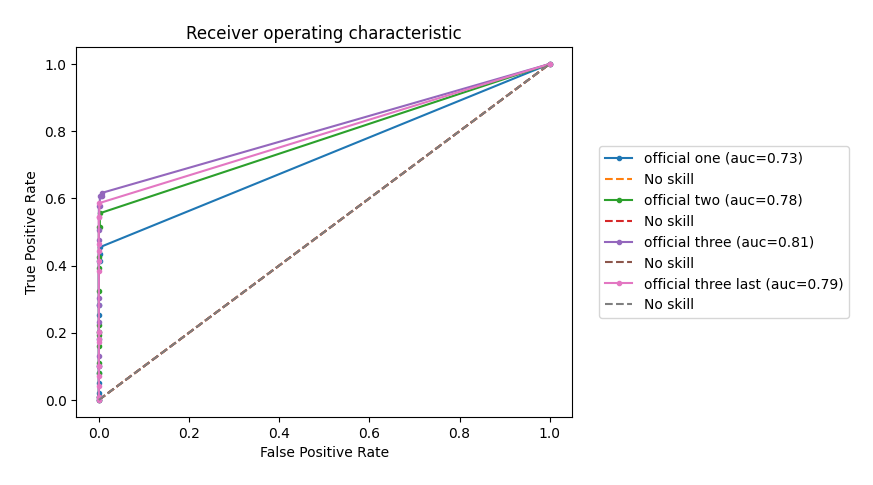 Receiver operating characteristic
1.0
0.8
0.6
0.4
0.2
0.0
True Positive Rate
0.0 0.2 0.4 0.6 0.8 1.0
False Positive Rate
official one (auc=0.73)
No skill
official two (auc=0.78)
No skill
official three (auc=0.81)
No skill
official three last (auc=0.79)
No skill